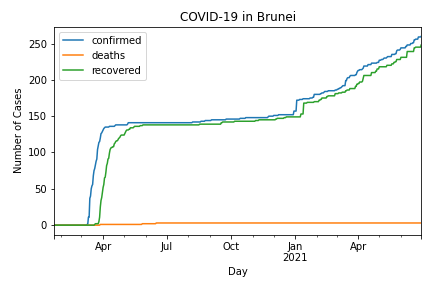 COVID-19 in Brunei
confirmed
deaths
recovered
Number of Cases
250
200
150
100
50
0
Apr
Jul
Oct
Jan
2021
Apr
Day